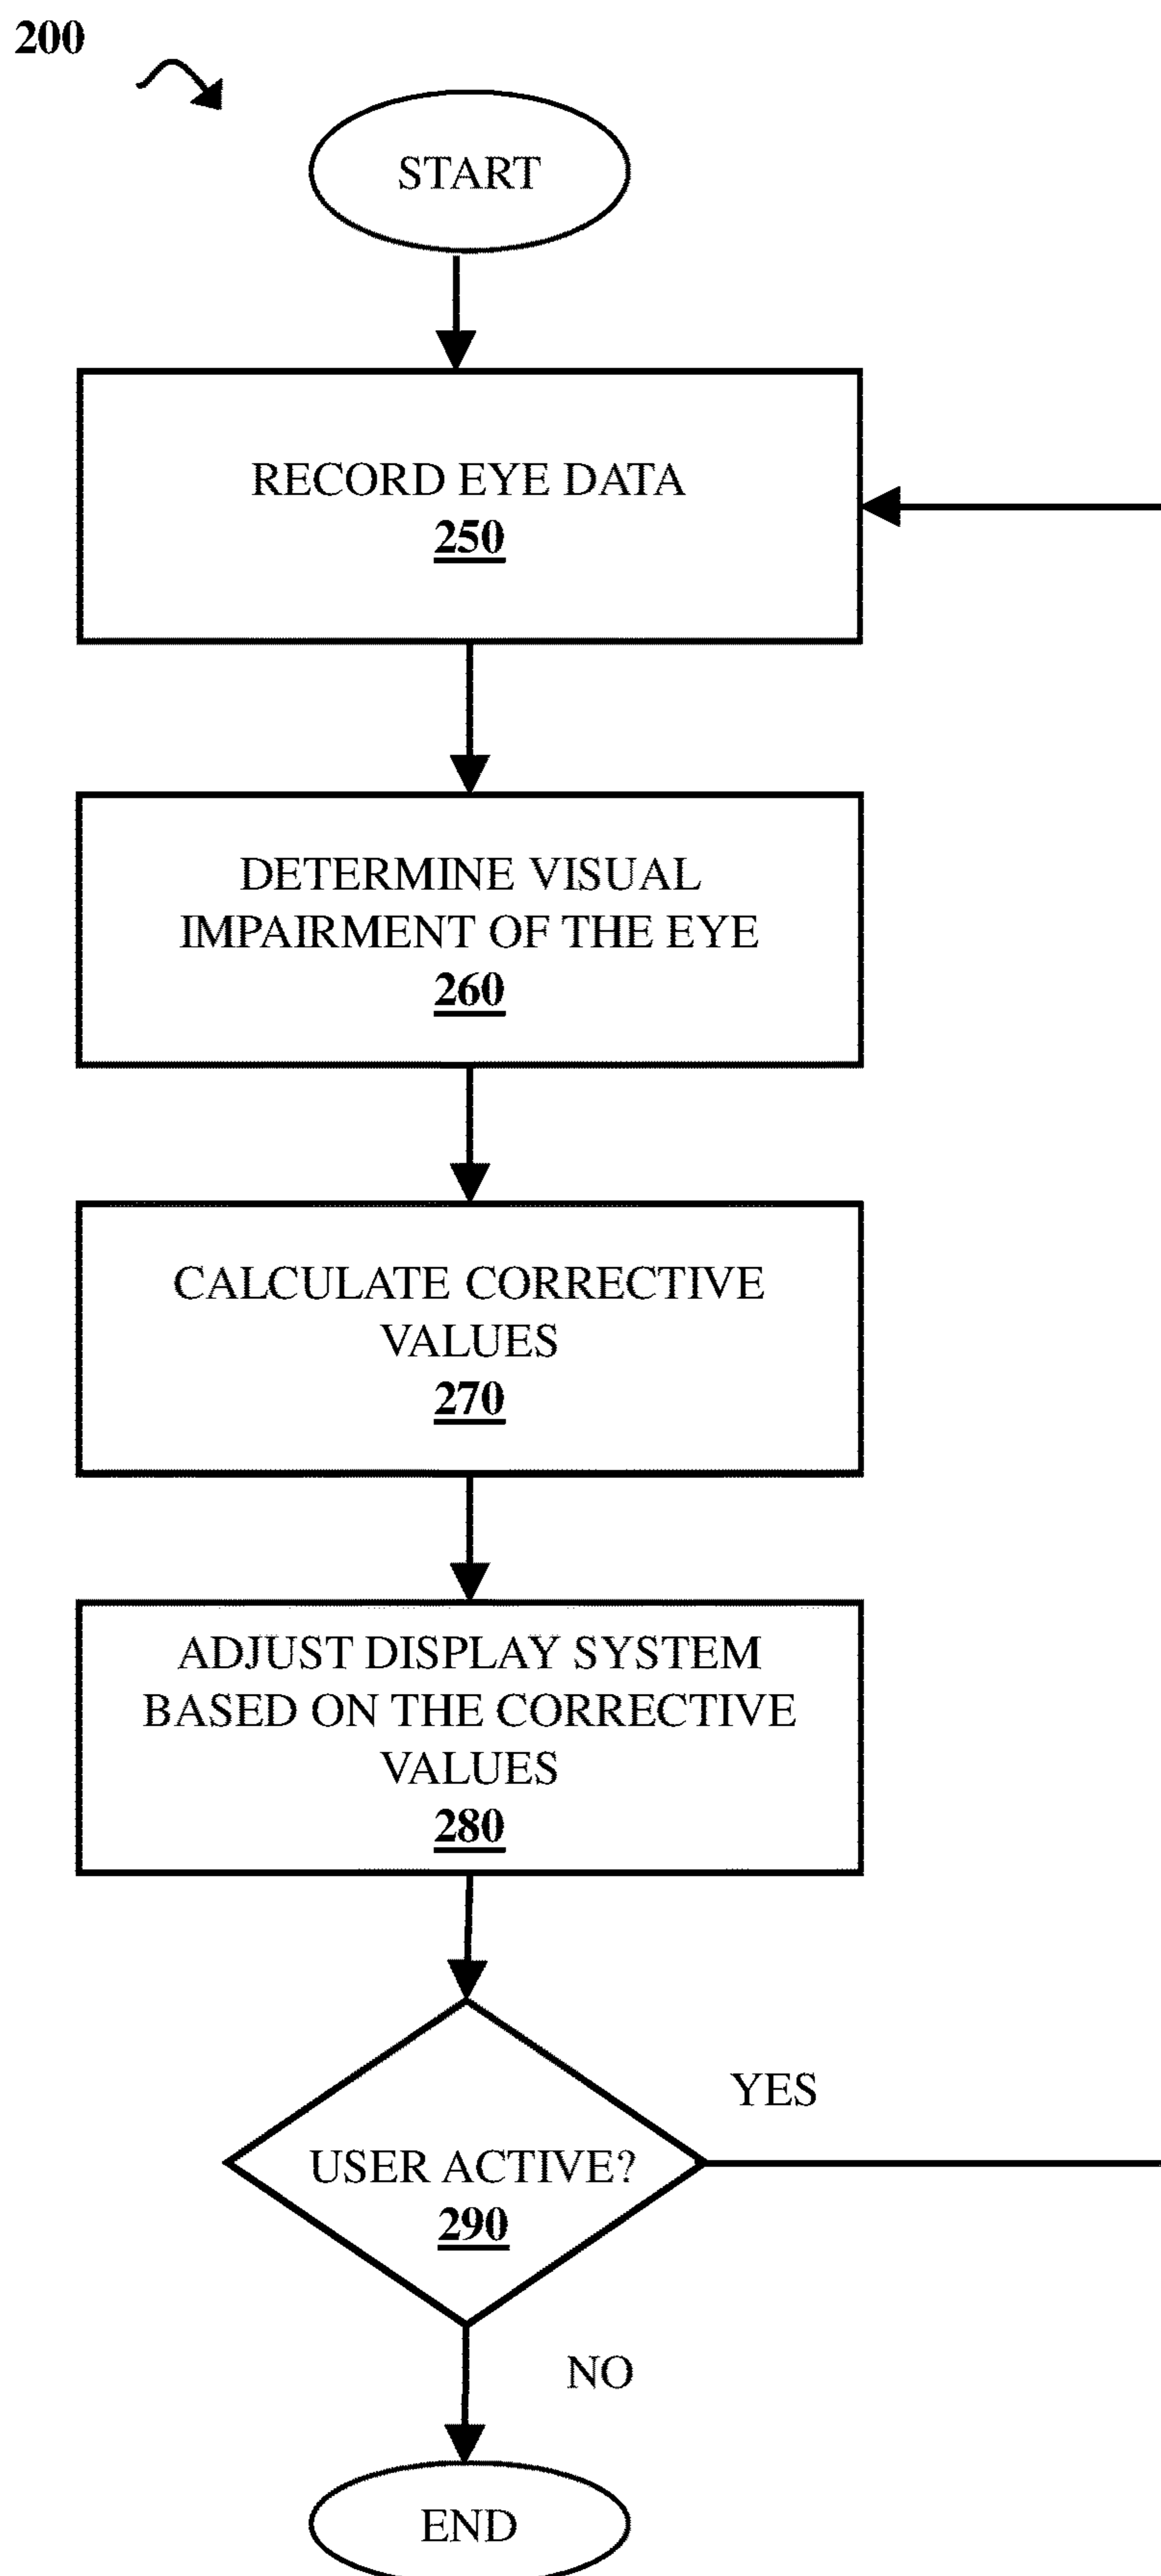 200
START
RECORD EYE DATA
250
DETERMINE VISUAL
IMPAIRMENT OF THE EYE
260
CALCULATE CORRECTIVE
VALUES
270
ADJUST DISPLAY SYSTEM
BASED ON THE CORRECTIVE
VALUES
280
YES
USER ACTIVE?
290
NO
END